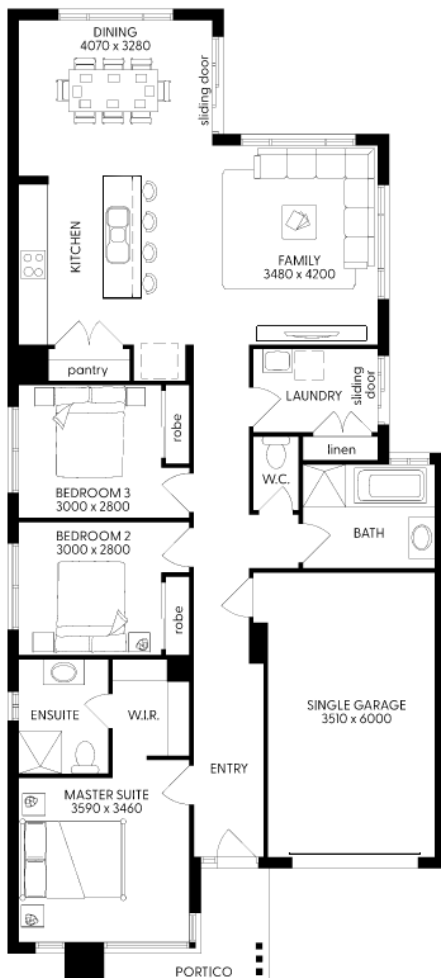 DINING
4070 x 3280
sliding door
KITCHEN
FAMILY
3480 x 4200
pantry
LAUNDRY
sliding
door
robe
linen
W.C.
BEDROOM 3
3000 x 2800
BATH
BEDROOM 2
3000 x 2800
robe
ENSUITE
W.I.R.
SINGLE GARAGE
3510 x 6000
ENTRY
MASTER SUITE
3590 x 3460
PORTICO